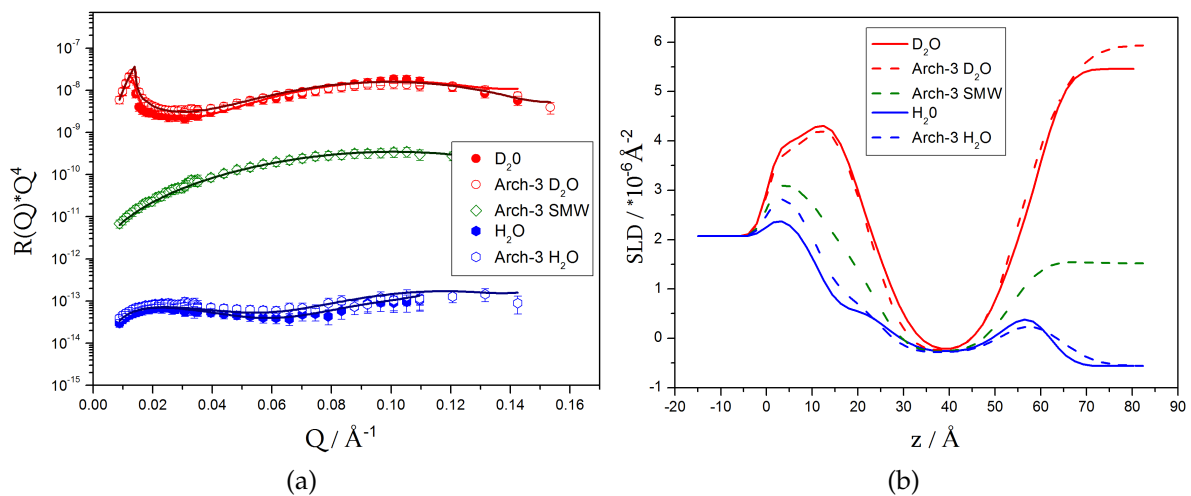 R(Q)*Q⁴
10⁻⁷
10⁻⁸
10⁻⁹
10⁻¹⁰
10⁻¹¹
10⁻¹²
10⁻¹³
10⁻¹⁴
10⁻¹⁵
0.00 0.02 0.04 0.06 0.08 0.10 0.12 0.14 0.16
Q / Å⁻¹
D₂0
Arch-3 D₂O
Arch-3 SMW
H₂O
Arch-3 H₂O
(a)
SLD / *10⁻⁶ Å⁻²
6
5
4
3
2
1
0
-1
-20 -10 0 10 20 30 40 50 60 70 80 90
z / Å
D₂O
Arch-3 D₂O
Arch-3 SMW
H₂0
Arch-3 H₂O
(b)